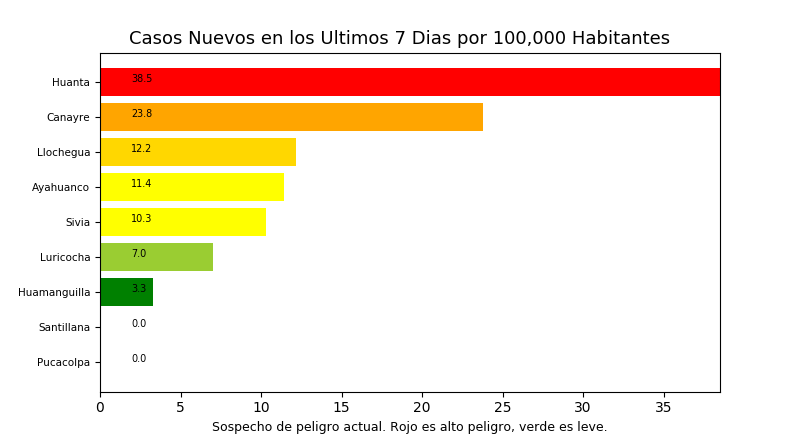 Casos Nuevos en los Ultimos 7 Dias por 100,000 Habitantes
Huanta 38.5
Canayre 23.8
Llochegua 12.2
Ayahuanco 11.4
Sivia 10.3
Luricocha 7.0
Huamanguilla 3.3
Santillana 0.0
Pucacolpa 0.0
0 5 10 15 20 25 30 35
Sospecho de peligro actual. Rojo es alto peligro, verde es leve.